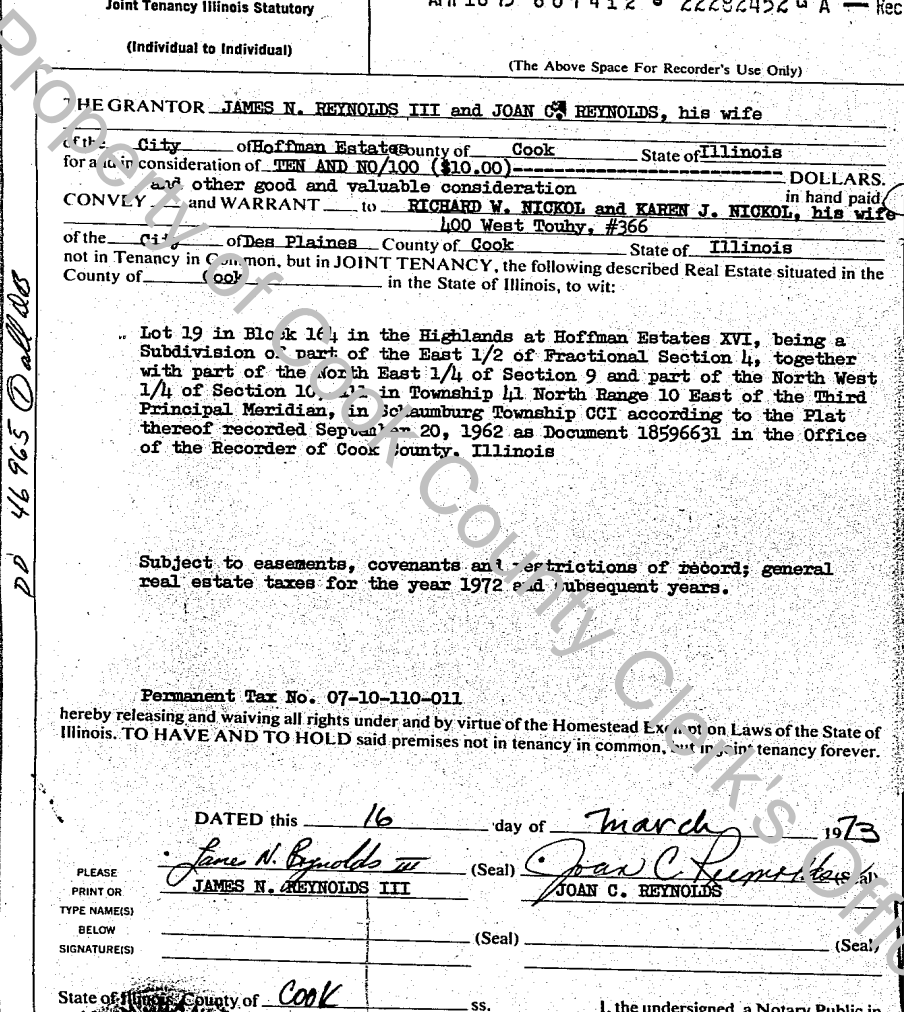 Joint Tenancy Illinois Statutory
(Individual to Individual)
(The Above Space For Recorder's Use Only)
Rec
THE GRANTOR JAMES N. REYNOLDS III and JOAN C. REYNOLDS, his wife
of the City of Hoffman Estates County of Cook State of Illinois
for and in consideration of TEN AND NO/100 ($10.00)---------------------------------- DOLLARS.
and other good and valuable consideration in hand paid,
CONVEY and WARRANT to RICHARD W. NICKOL and KAREN J. NICKOL, his wife
400 West Touhy, #366
of the City of Des Plaines County of Cook State of Illinois
not in Tenancy in Common, but in JOINT TENANCY, the following described Real Estate situated in the
County of Cook in the State of Illinois, to wit:
Lot 19 in Block 164 in the Highlands at Hoffman Estates XVI, being a
Subdivision of part of the East 1/2 of Fractional Section 4, together
with part of the North East 1/4 of Section 9 and part of the North West
1/4 of Section 10, all in Township 41 North Range 10 East of the Third
Principal Meridian, in Schaumburg Township CCI according to the Plat
thereof recorded September 20, 1962 as Document 18596631 in the Office
of the Recorder of Cook County. Illinois
Subject to easements, covenants and restrictions of record; general
real estate taxes for the year 1972 and subsequent years.
Permanent Tax No. 07-10-110-011
hereby releasing and waiving all rights under and by virtue of the Homestead Exemption Laws of the State of
Illinois. TO HAVE AND TO HOLD said premises not in tenancy in common, but in joint tenancy forever.
DATED this 16 day of March 1973
James N. Reynolds III (Seal) Joan C. Reynolds (Seal)
PLEASE
PRINT OR JAMES N. REYNOLDS III JOAN C. REYNOLDS
TYPE NAME(S)
BELOW (Seal) (Seal)
SIGNATURE(S)
State of Illinois, County of Cook ss. I, the undersigned, a Notary Public in
DD 46965
Property of Cook County Clerk's Office